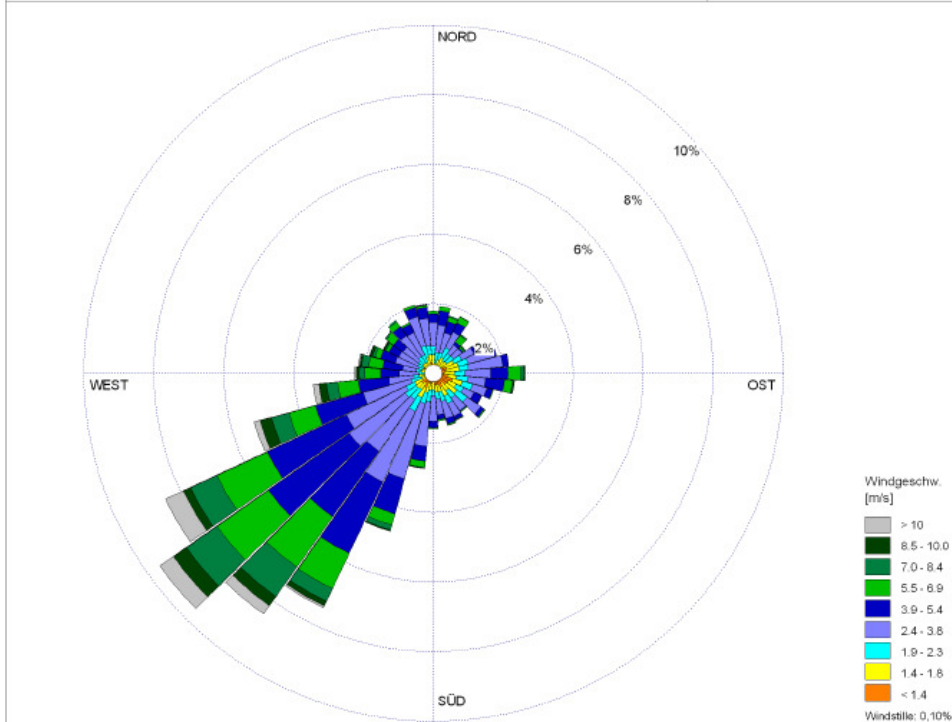 NORD
10%
8%
6%
4%
2%
WEST
OST
Windgeschw.
[m/s]
> 10
8.5 - 10.0
7.0 - 8.4
5.5 - 6.9
3.9 - 5.4
2.4 - 3.8
1.9 - 2.3
1.4 - 1.8
< 1.4
SÜD
Windstille: 0,10%